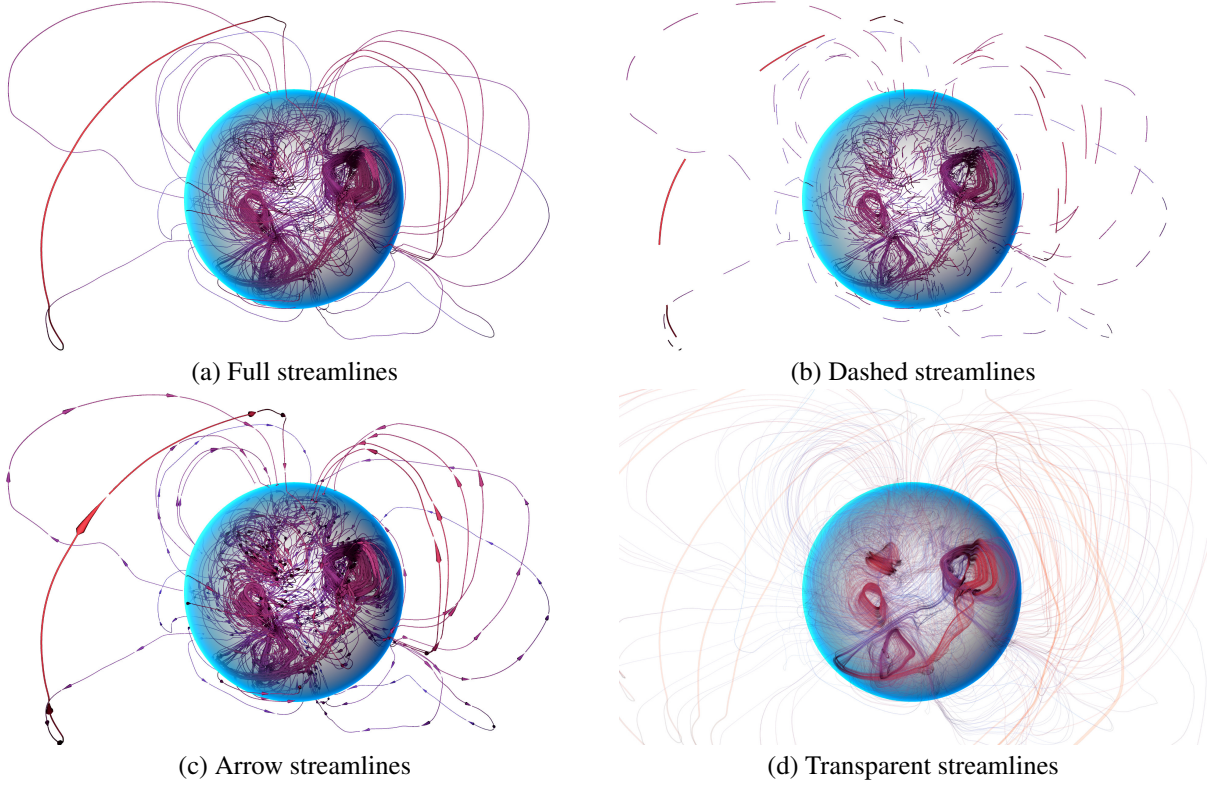 (a) Full streamlines
(b) Dashed streamlines
(c) Arrow streamlines
(d) Transparent streamlines